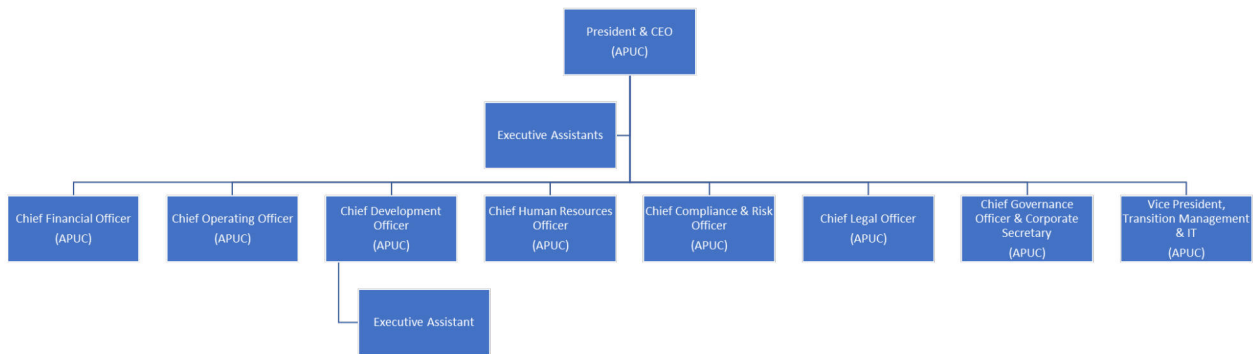 President & CEO
(APUC)
Executive Assistants
Chief Financial Officer
(APUC)
Chief Operating Officer
(APUC)
Chief Development
Officer
(APUC)
Chief Human Resources
Officer
(APUC)
Chief Compliance & Risk
Officer
(APUC)
Chief Legal Officer
(APUC)
Chief Governance
Officer & Corporate
Secretary
(APUC)
Vice President,
Transition Management
& IT
(APUC)
Executive Assistant